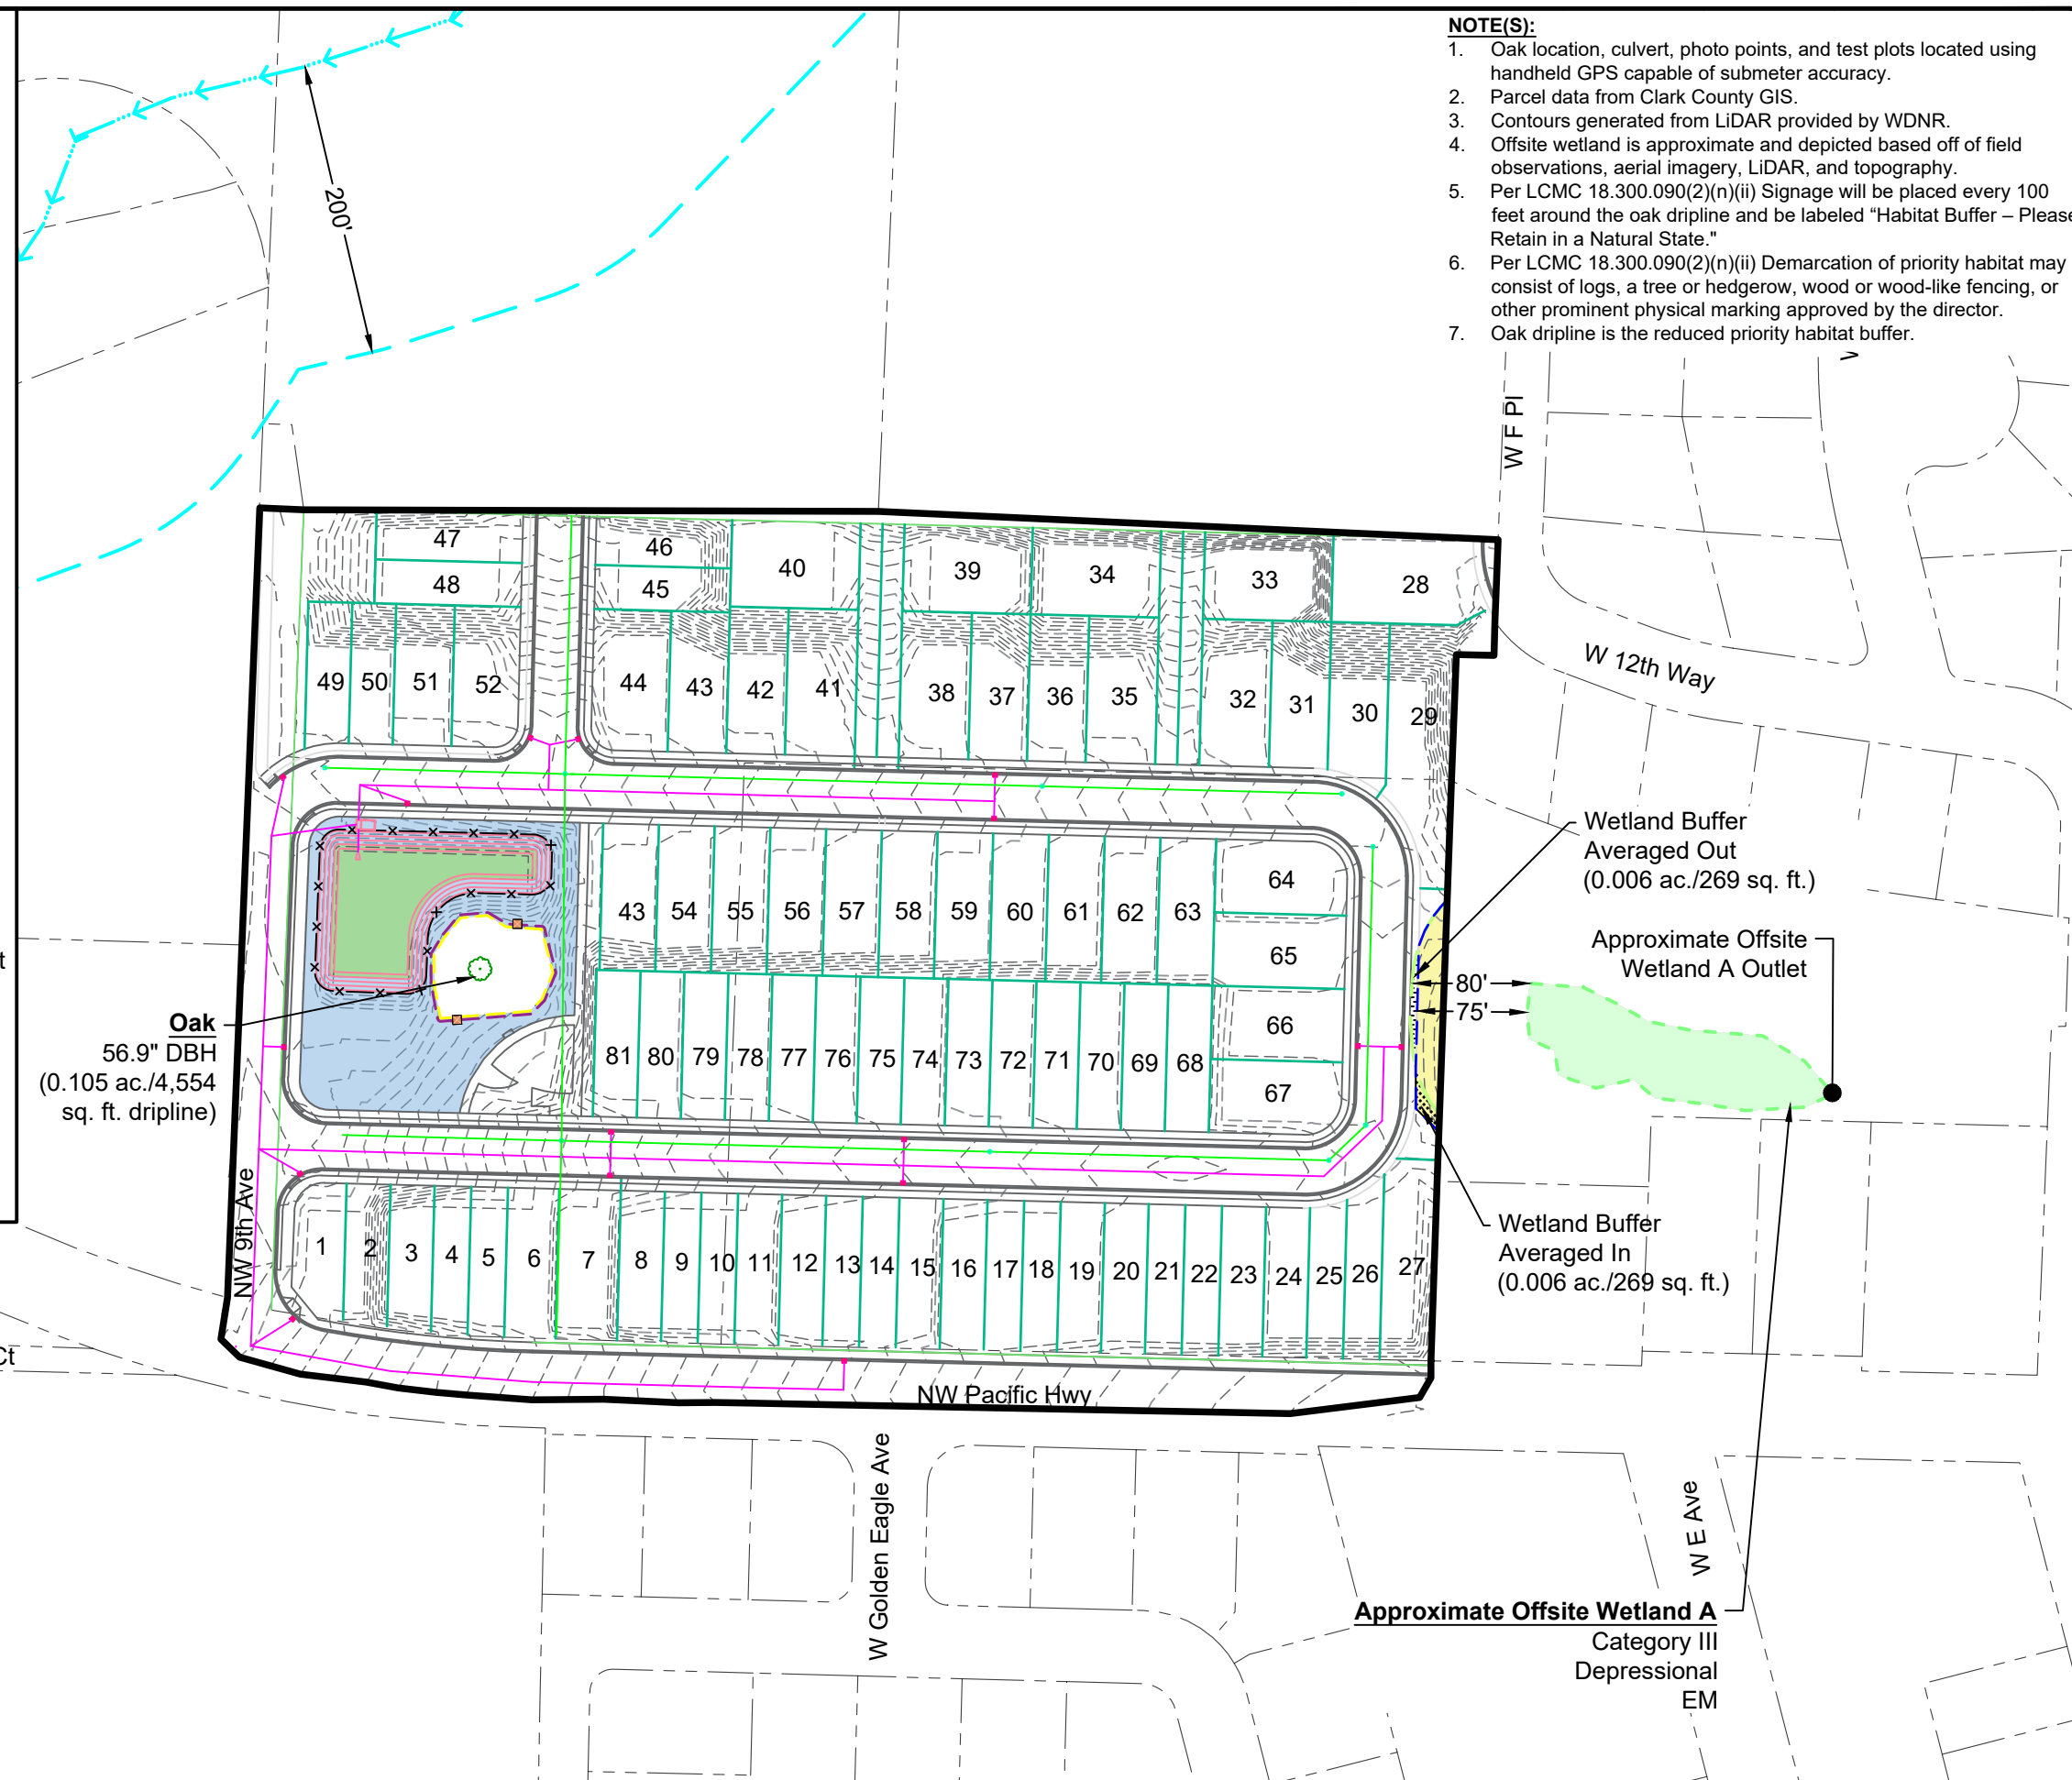 NOTE(S):
1. Oak location, culvert, photo points, and test plots located using
handheld GPS capable of submeter accuracy.
2. Parcel data from Clark County GIS.
3. Contours generated from LiDAR provided by WDNR.
4. Offsite wetland is approximate and depicted based off of field
observations, aerial imagery, LiDAR, and topography.
5. Per LCMC 18.300.090(2)(n)(ii) Signage will be placed every 100
feet around the oak dripline and be labeled “Habitat Buffer – Please
Retain in a Natural State."
6. Per LCMC 18.300.090(2)(n)(ii) Demarcation of priority habitat may
consist of logs, a tree or hedgerow, wood or wood-like fencing, or
other prominent physical marking approved by the director.
7. Oak dripline is the reduced priority habitat buffer.
200'
W F Pl
47
46
40
39
34
33
28
48
45
49
50
51
52
44
43
42
41
38
37
36
35
32
31
30
29
W 12th Way
Wetland Buffer
Averaged Out
(0.006 ac./269 sq. ft.)
43
54
55
56
57
58
59
60
61
62
63
64
65
66
67
Approximate Offsite
Wetland A Outlet
80'
75'
Oak
56.9" DBH
(0.105 ac./4,554
sq. ft. dripline)
81
80
79
78
77
76
75
74
73
72
71
70
69
68
NW 9th Ave
1
2
3
4
5
6
7
8
9
10
11
12
13
14
15
16
17
18
19
20
21
22
23
24
25
26
27
Wetland Buffer
Averaged In
(0.006 ac./269 sq. ft.)
t
Ct
NW Pacific Hwy
W Golden Eagle Ave
W E Ave
Approximate Offsite Wetland A
Category III
Depressional
EM